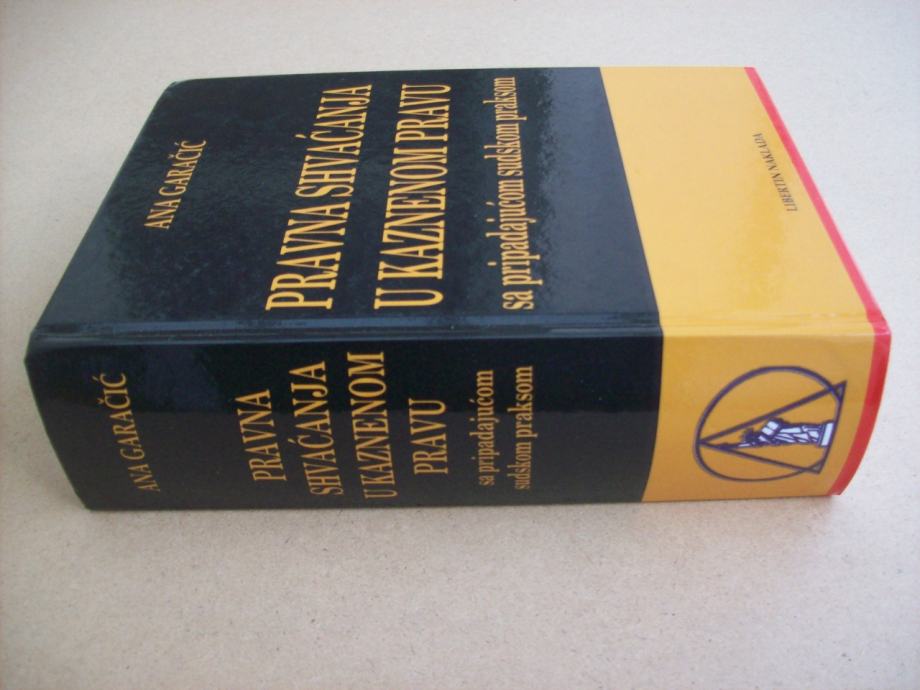 ANA GARAČIĆ
PRAVNA SHVAĆANJA
U KAZNENOM PRAVU
sa pripadajućom sudskom praksom
LIBERTIN NAKLADA
ANA GARAČIĆ
PRAVNA
SHVAĆANJA
U KAZNENOM
PRAVU
sa pripadajućom
sudskom praksom